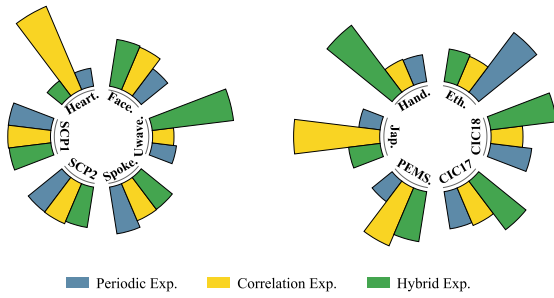 Heart.
Face.
SCP1
Uwave.
SCP2
Spoke.
Hand.
Eth.
Jap.
CIC18
PEMS.
CIC17
Periodic Exp.
Correlation Exp.
Hybrid Exp.